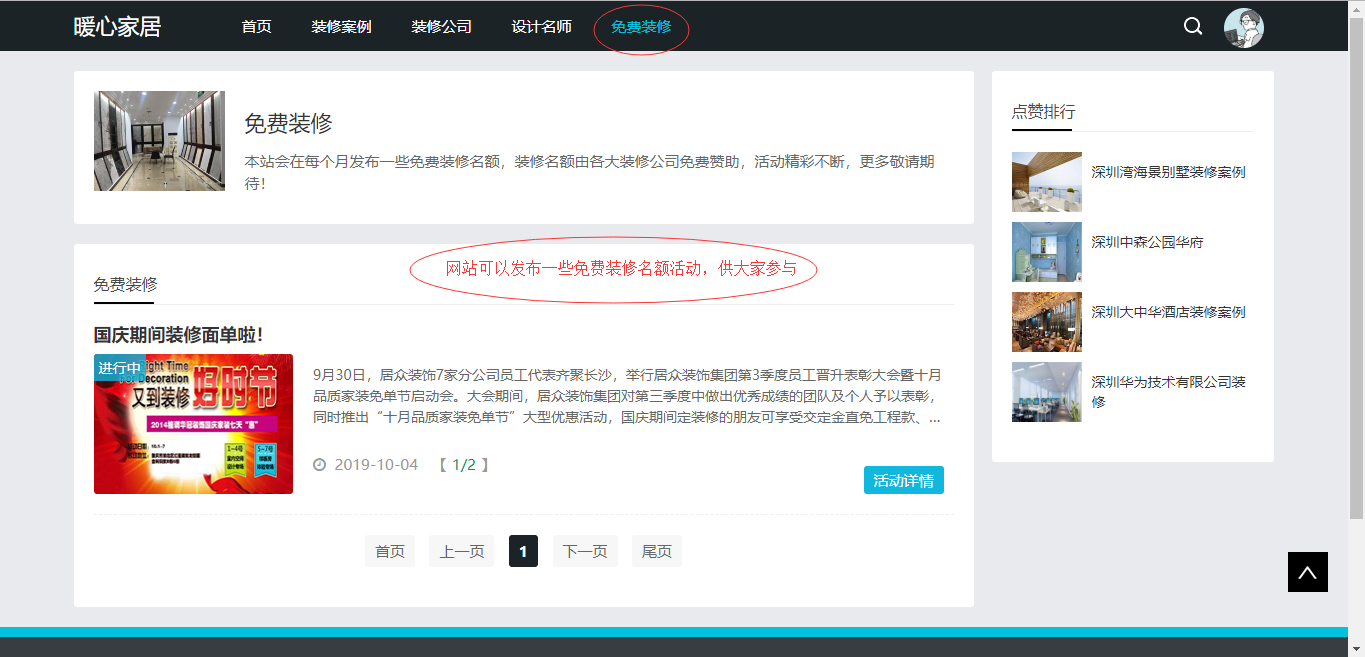 暖心家居
首页
装修案例
装修公司
设计名师
免费装修
免费装修
本站会在每个月发布一些免费装修名额，装修名额由各大装修公司免费赞助，活动精彩不断，更多敬请期
待！
点赞排行
深圳湾海景别墅装修案例
深圳中森公园华府
深圳大中华酒店装修案例
深圳华为技术有限公司装
修
网站可以发布一些免费装修名额活动，供大家参与
免费装修
国庆期间装修面单啦！
进行中
Right Time
For Decoration
又到装修
好时节
9月30日，居众装饰7家分公司员工代表齐聚长沙，举行居众装饰集团第3季度员工晋升表彰大会暨十月
品质家装免单节启动会。大会期间，居众装饰集团对第三季度中做出优秀成绩的团队及个人予以表彰，
同时推出“十月品质家装免单节”大型优惠活动，国庆期间定装修的朋友可享受交定金直免工程款、...
2019-10-04 【 1/2 】
活动详情
首页
上一页
1
下一页
尾页